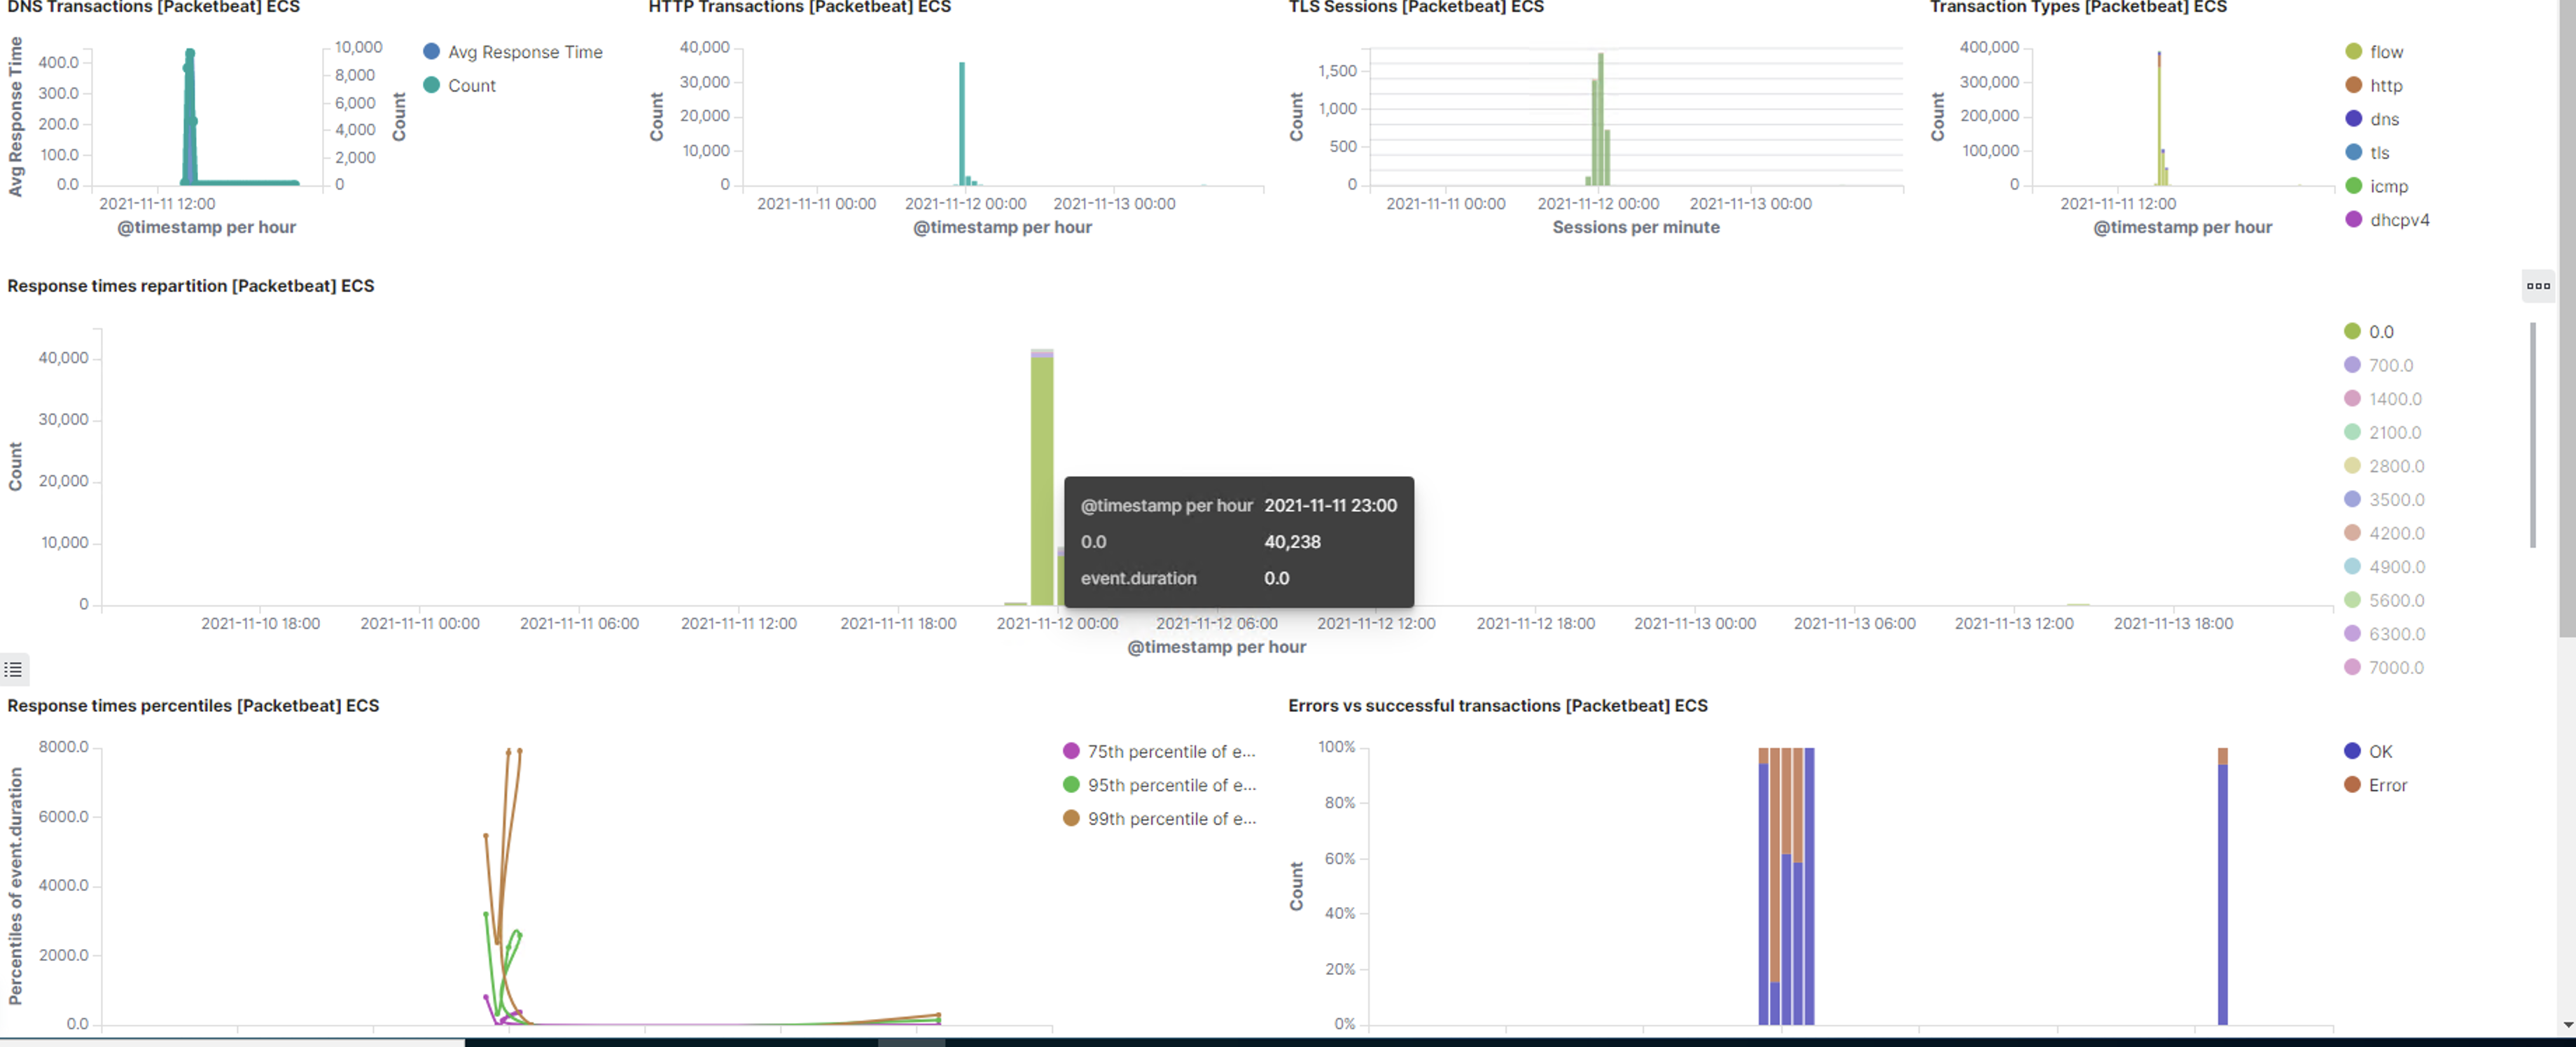 DNS Transactions [Packetbeat] ECS
Avg Response Time
400.0
300.0
200.0
100.0
0.0
10,000
8,000
6,000
4,000
2,000
0
Count
2021-11-11 12:00
@timestamp per hour
Avg Response Time
Count
HTTP Transactions [Packetbeat] ECS
Count
40,000
30,000
20,000
10,000
0
2021-11-11 00:00
2021-11-12 00:00
2021-11-13 00:00
@timestamp per hour
TLS Sessions [Packetbeat] ECS
Count
1,500
1,000
500
0
2021-11-11 00:00
2021-11-12 00:00
2021-11-13 00:00
Sessions per minute
Transaction Types [Packetbeat] ECS
Count
400,000
300,000
200,000
100,000
0
2021-11-11 12:00
@timestamp per hour
flow
http
dns
tls
icmp
dhcpv4
Response times repartition [Packetbeat] ECS
Count
40,000
30,000
20,000
10,000
0
@timestamp per hour 2021-11-11 23:00
0.0 40,238
event.duration 0.0
2021-11-10 18:00
2021-11-11 00:00
2021-11-11 06:00
2021-11-11 12:00
2021-11-11 18:00
2021-11-12 00:00
2021-11-12 06:00
2021-11-12 12:00
2021-11-12 18:00
2021-11-13 00:00
2021-11-13 06:00
2021-11-13 12:00
2021-11-13 18:00
@timestamp per hour
0.0
700.0
1400.0
2100.0
2800.0
3500.0
4200.0
4900.0
5600.0
6300.0
7000.0
Response times percentiles [Packetbeat] ECS
Percentiles of event.duration
8000.0
6000.0
4000.0
2000.0
0.0
75th percentile of e...
95th percentile of e...
99th percentile of e...
Errors vs successful transactions [Packetbeat] ECS
Count
100%
80%
60%
40%
20%
0%
OK
Error